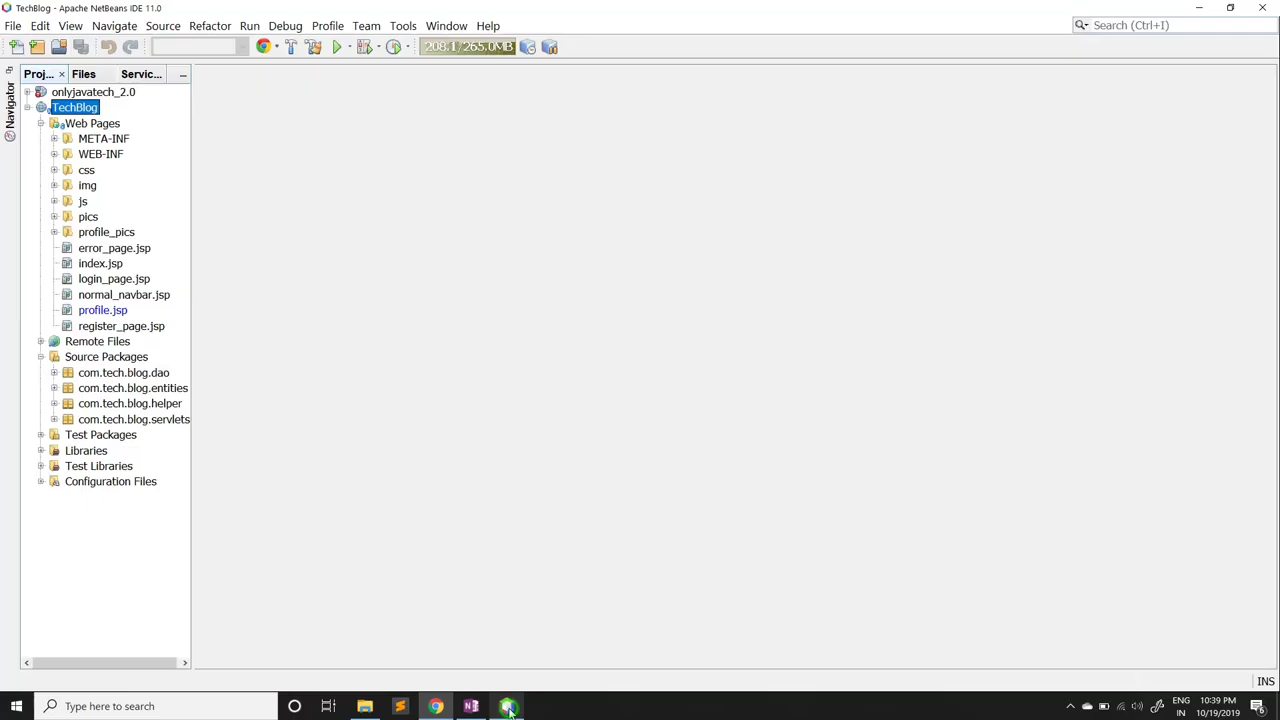 TechBlog - Apache NetBeans IDE 11.0
File Edit View Navigate Source Refactor Run Debug Profile Team Tools Window Help
Search (Ctrl+I)
208.1/265.0MB
Proj... Files Servic...
Navigator
onlyjavatech_2.0
TechBlog
Web Pages
META-INF
WEB-INF
css
img
js
pics
profile_pics
error_page.jsp
index.jsp
login_page.jsp
normal_navbar.jsp
profile.jsp
register_page.jsp
Remote Files
Source Packages
com.tech.blog.dao
com.tech.blog.entities
com.tech.blog.helper
com.tech.blog.servlets
Test Packages
Libraries
Test Libraries
Configuration Files
INS
Type here to search
ENG 10:39 PM
IN 10/19/2019